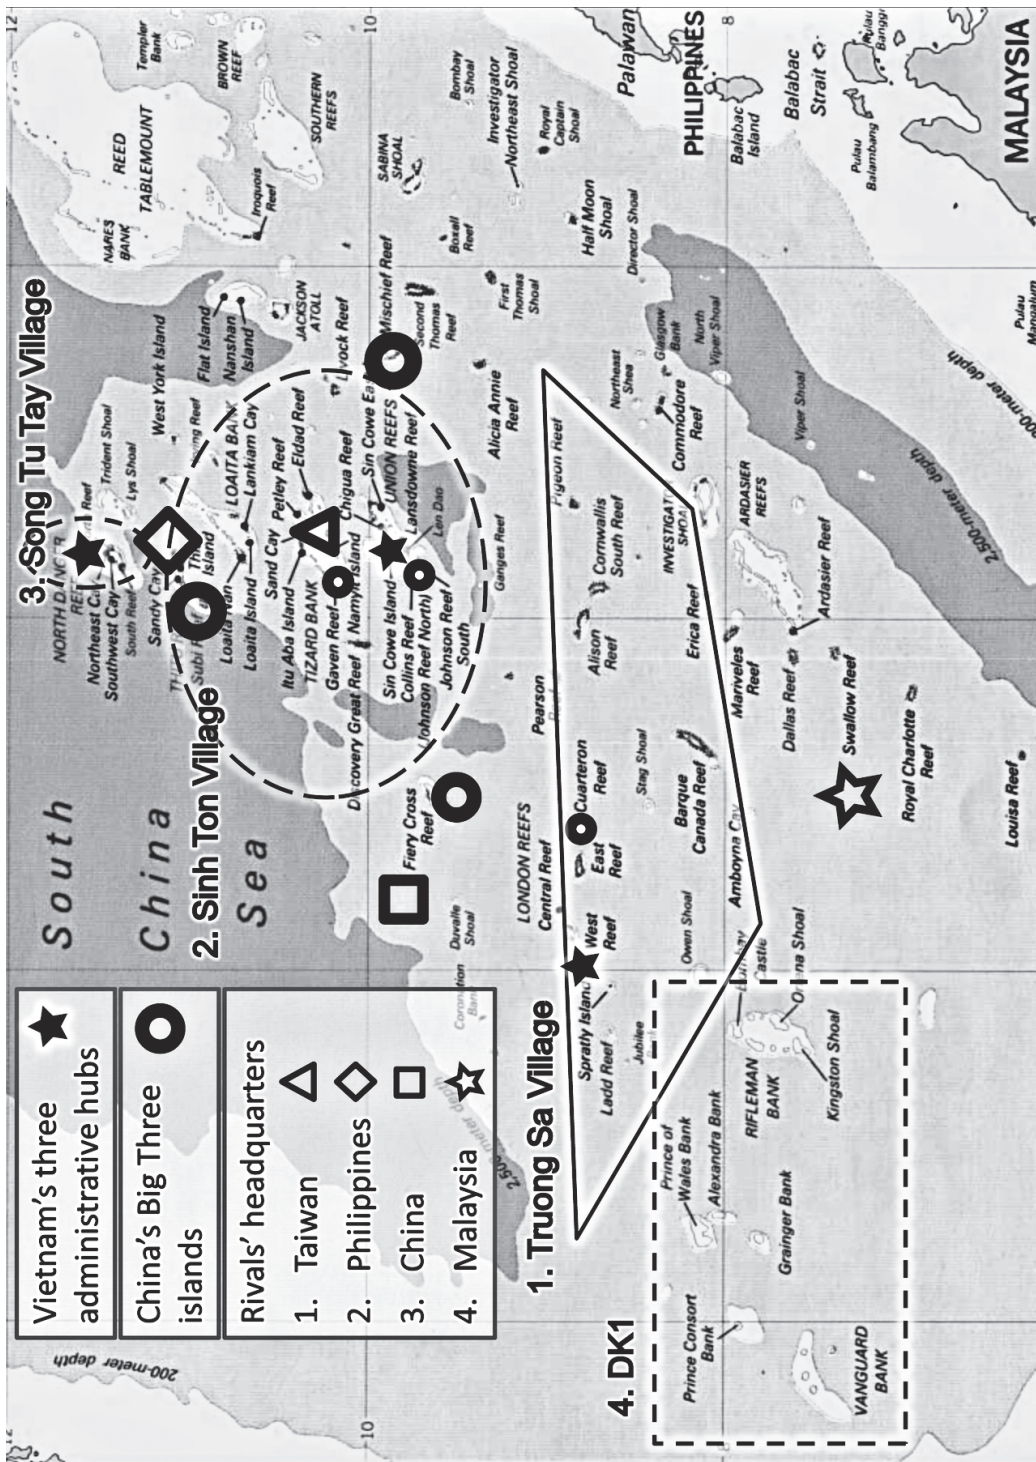 Vietnam's three
administrative hubs
China's Big Three
islands
Rivals' headquarters
1. Taiwan
2. Philippines
3. China
4. Malaysia
1. Truong Sa Village
2. Sinh Ton Village
3. Song Tu Tay Village
4. DK1
South
China
Sea
PHILIPPINES
MALAYSIA
12
10
8
10
200-meter depth
2,500-meter depth
Templer
Bank
BROWN
REEF
REED
TABLEMOUNT
NARES
BANK
SOUTHERN
REEFS
Iroquois
Reef
Bombay
Shoal
SABINA
SHOAL
Investigator
Northeast Shoal
Royal
Captain
Shoal
Palawan
Balabac
Island
Balabac
Strait
Pulau
Balambang
Boxall
Reef
Half Moon
Shoal
Director Shoal
Flat Island
Nanshan
Island
JACKSON
ATOLL
Mischief Reef
Second
Thomas
Reef
First
Thomas
Shoal
Glasgow
Bank
North
Viper Shoal
Viper Shoal
Northeast
Shea
Commodore
Reef
Alicia Annie
Reef
Pigeon Reef
Trident Shoal
Lys Shoal
West York Island
LOAITA BANK
Lankiam Cay
Eldad Reef
Petley Reef
Sand Cay
Itu Aba Island
TIZARD BANK
Gaven Reef
Namyit Island
Discovery Great Reef
Chigua Reef
UNION REEFS
Lansdowne Reef
Len Dao
Sin Cowe Island
Collins Reef
Johnson Reef North
Johnson Reef
South
Ganges Reef
Southwest Cay
South Reef
Sandy Cay
Loaita Island
Fiery Cross
Reef
Duvalle
Shoal
Pearson
LONDON REEFS
Central Reef
Cuarteron
Reef
East
Reef
West
Reef
Spratly Island
Ladd Reef
Jubilee
Stag Shoal
Owen Shoal
Alison
Reef
Cornwallis
South Reef
Erica Reef
ARDASIER
REEFS
Ardasier Reef
Mariveles
Reef
Dallas Reef
Swallow Reef
Royal Charlotte
Reef
Louisa Reef
Barque
Canada Reef
Amboyna Cay
Castle
Kingston Shoal
RIFLEMAN
BANK
Prince of
Wales Bank
Alexandra Bank
Grainger Bank
Prince Consort
Bank
VANGUARD
BANK
200-meter depth